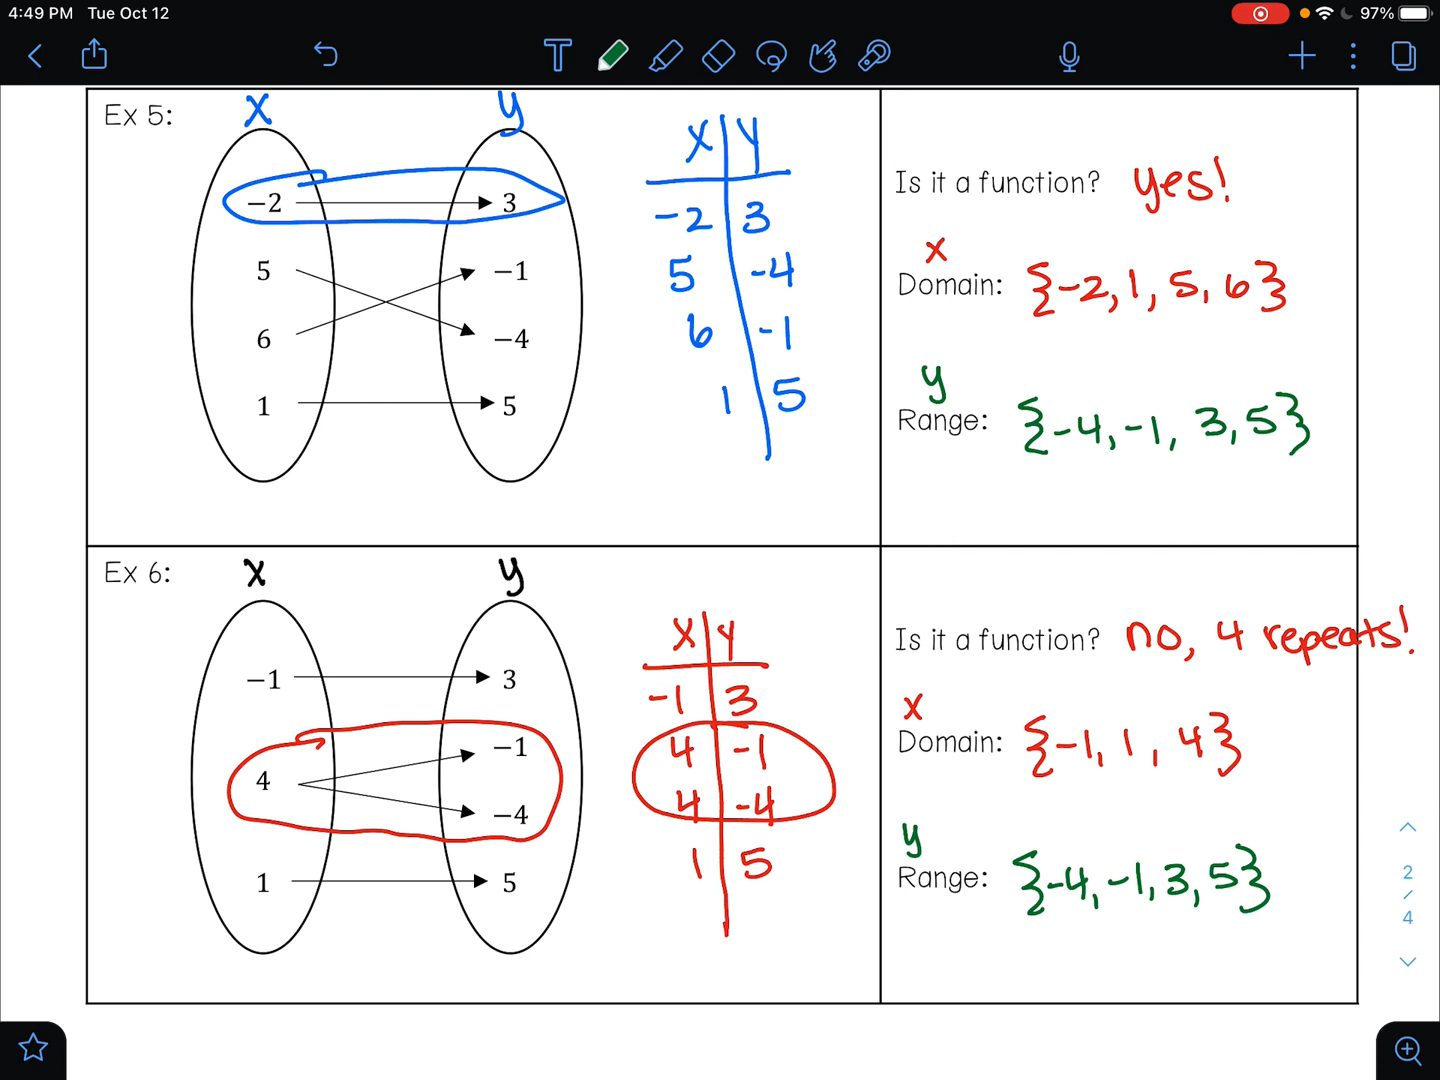 4:49 PM Tue Oct 12 97%
T
Ex 5: x y
-2 3
5 -1
6 -4
1 5
x y
-2 3
5 -4
6 -1
1 5
Is it a function? yes!
x
Domain: {-2, 1, 5, 6}
y
Range: {-4, -1, 3, 5}
Ex 6: x y
-1 3
4 -1
-4
1 5
x y
-1 3
4 -1
4 -4
1 5
Is it a function? no, 4 repeats!
x
Domain: {-1, 1, 4}
y
Range: {-4, -1, 3, 5}
2
/
4